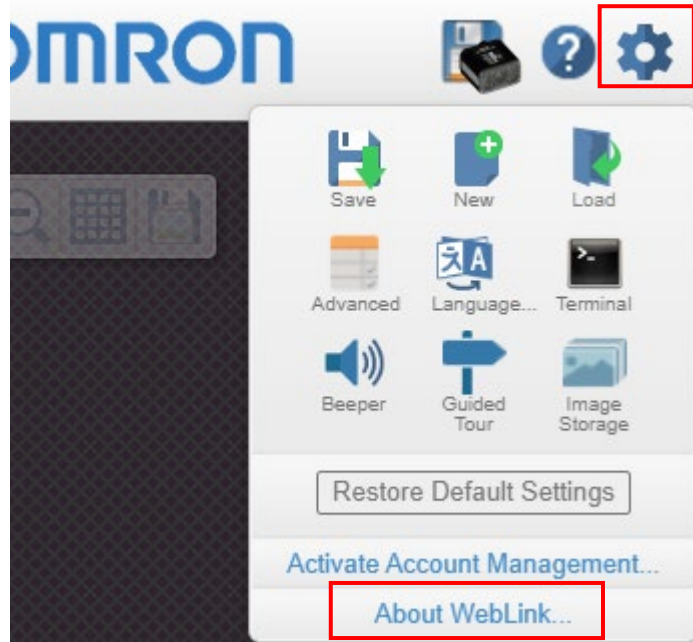 OMRON
?
Save
New
Load
Advanced
Language...
Terminal
Beeper
Guided
Tour
Image
Storage
Restore Default Settings
Activate Account Management...
About WebLink...